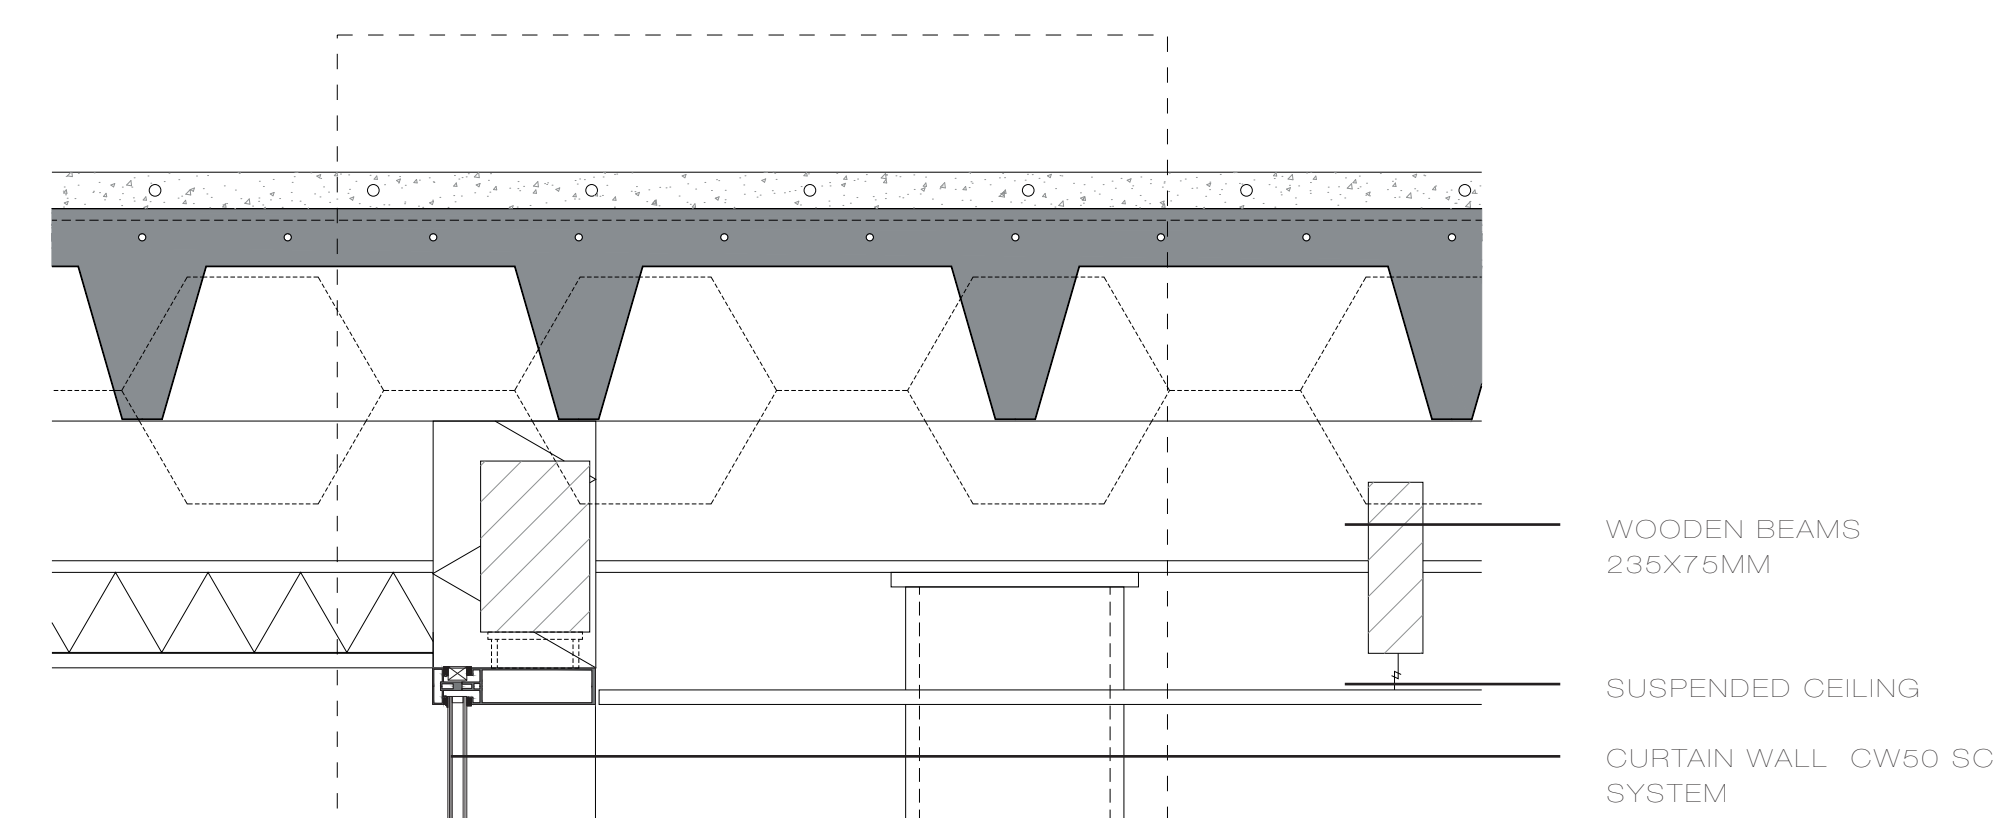 WOODEN BEAMS
235X75MM
SUSPENDED CEILING
CURTAIN WALL  CW50 SC
SYSTEM